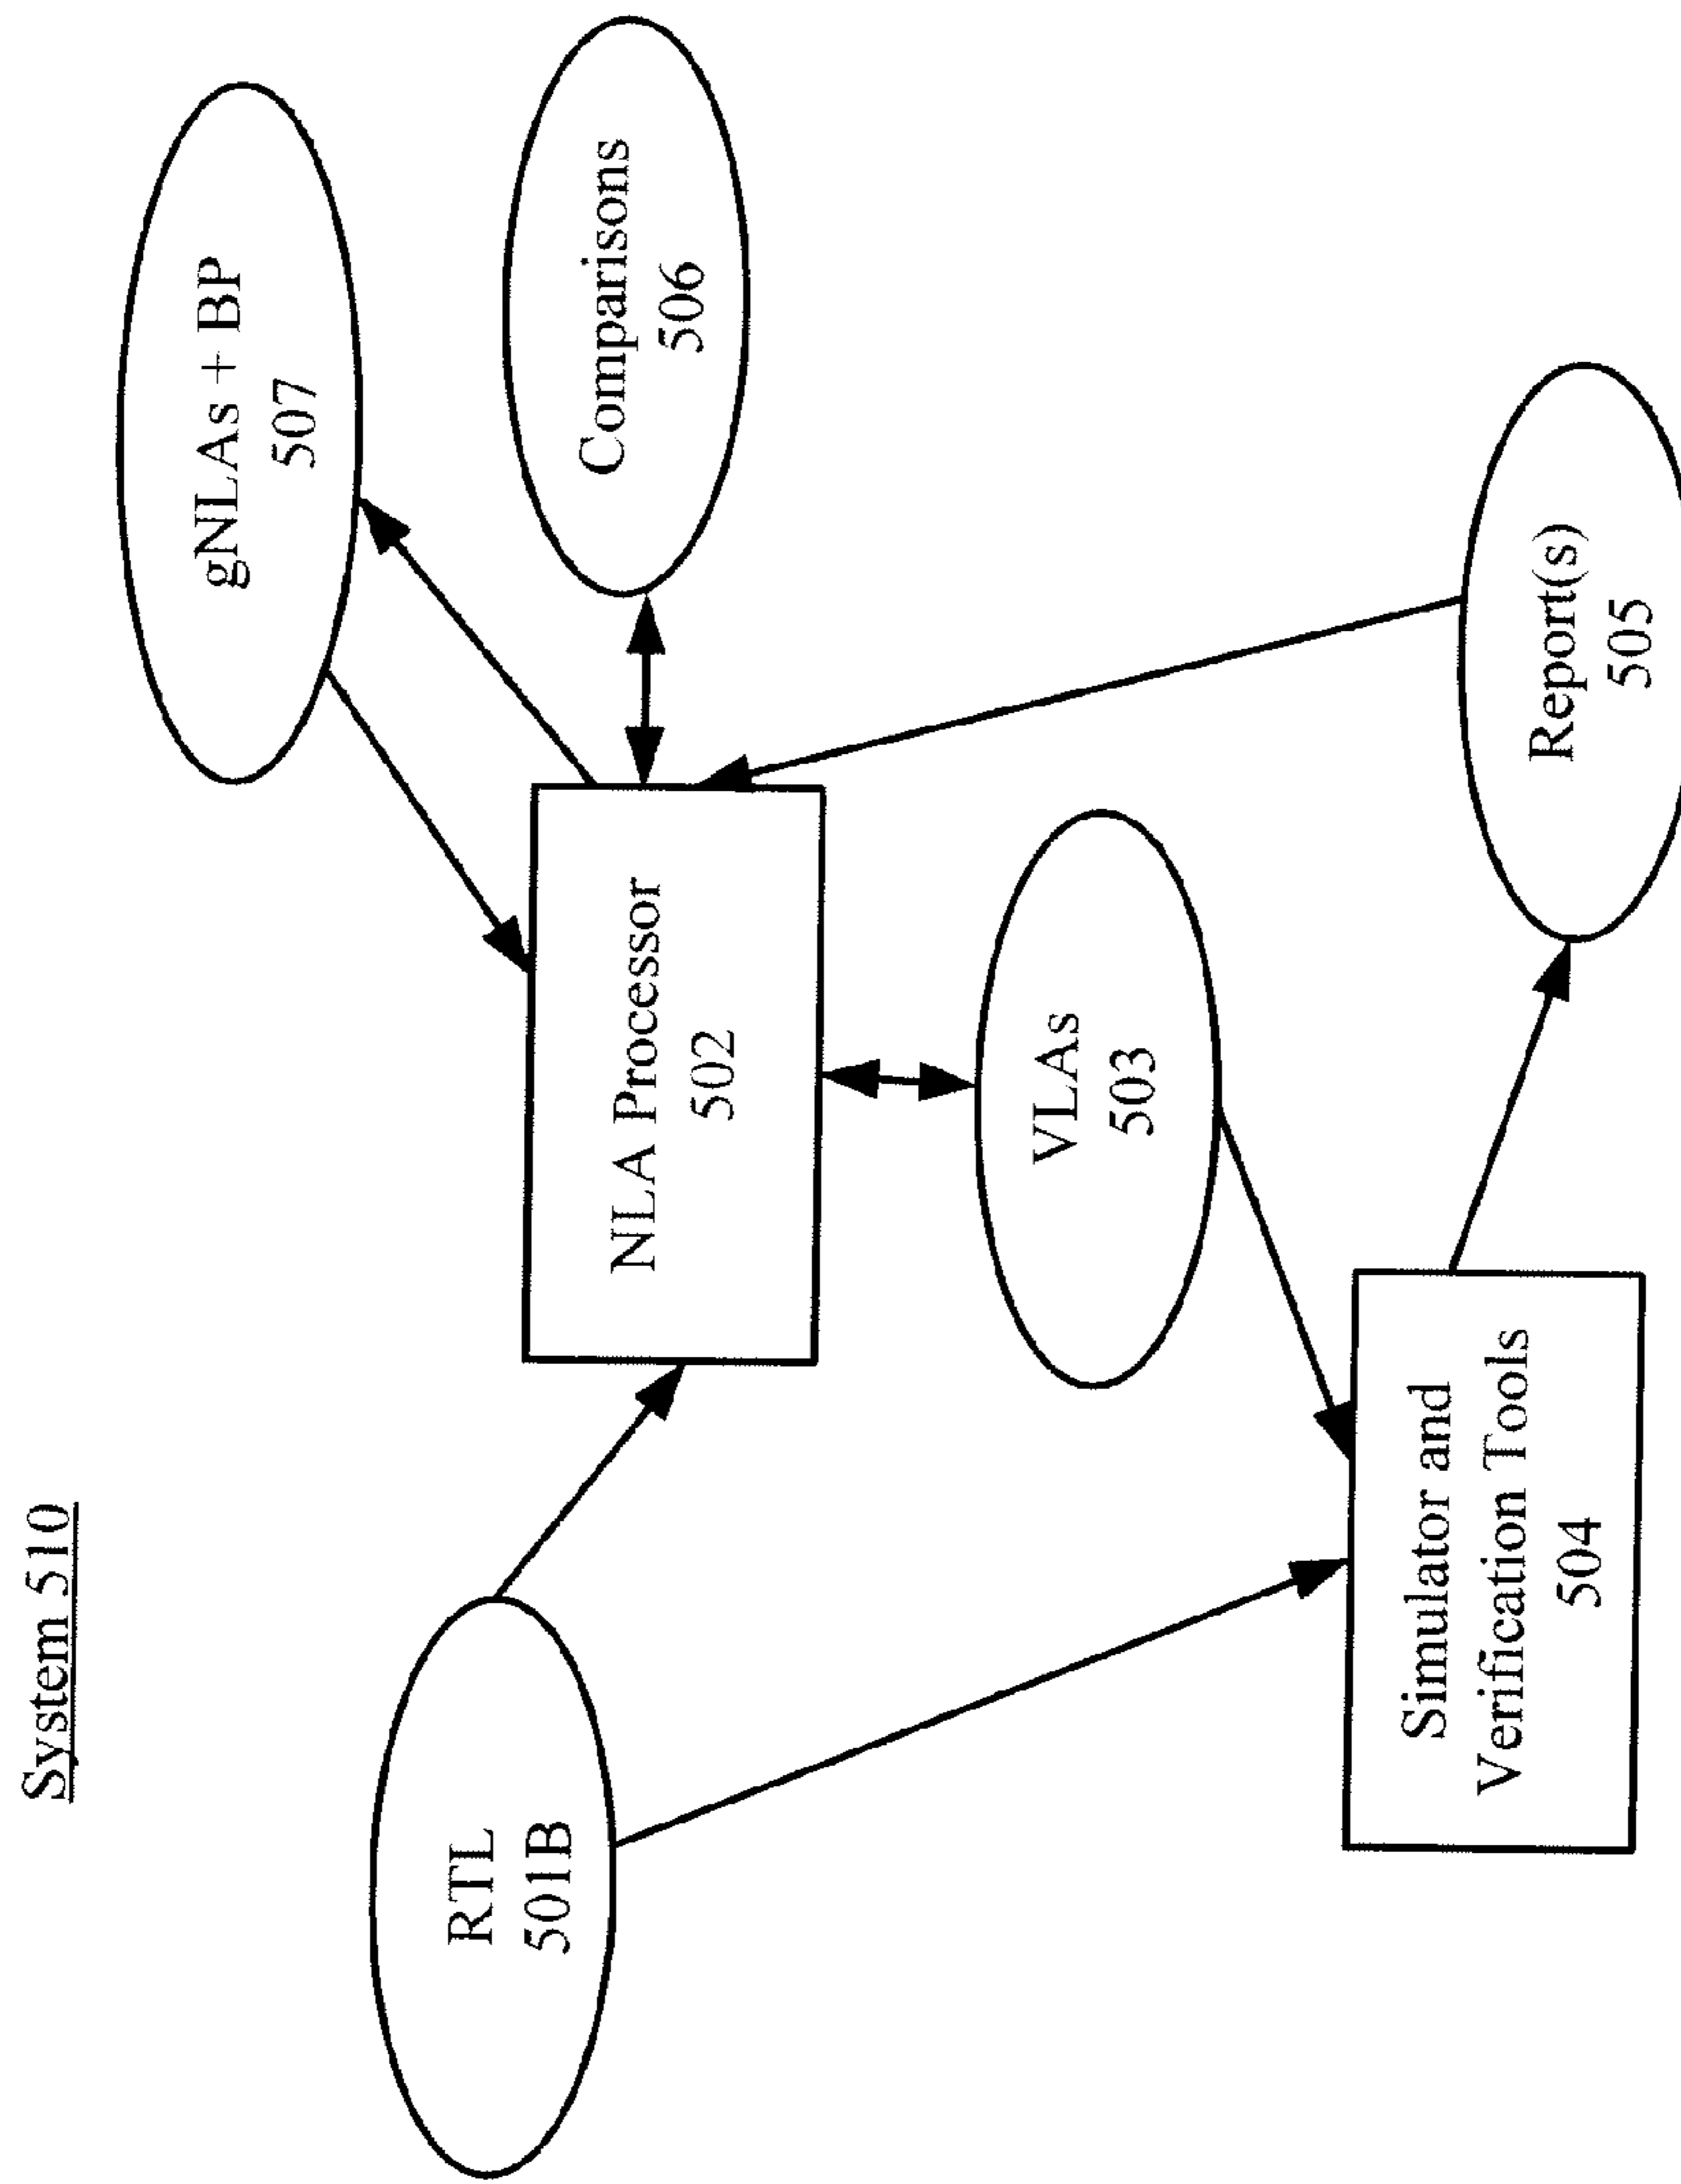 System 510
RTL
501B
NLA Processor
502
gNLAs + BP
507
Comparisons
506
VLAs
503
Simulator and
Verification Tools
504
Report(s)
505